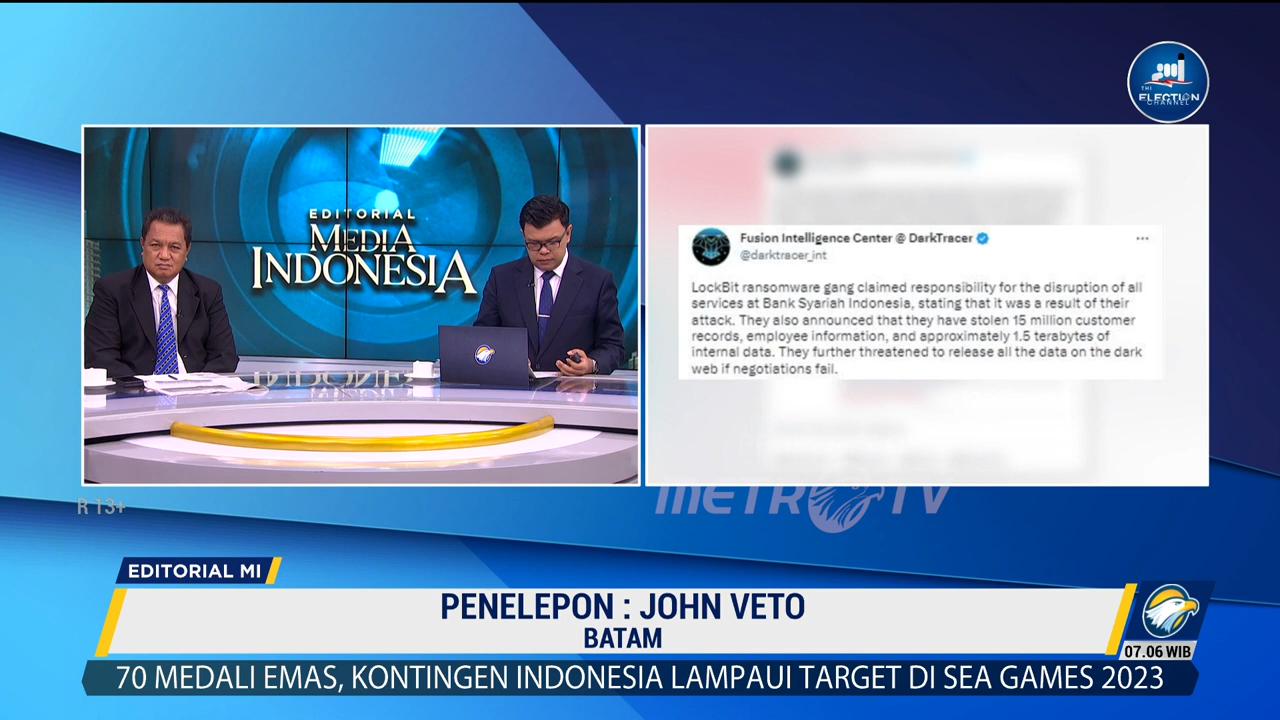 THE
ELECTION
CHANNEL
EDITORIAL
MEDIA
INDONESIA
Fusion Intelligence Center @ DarkTracer
@darktracer_int
LockBit ransomware gang claimed responsibility for the disruption of all
services at Bank Syariah Indonesia, stating that it was a result of their
attack. They also announced that they have stolen 15 million customer
records, employee information, and approximately 1.5 terabytes of
internal data. They further threatened to release all the data on the dark
web if negotiations fail.
R 13+
METRO TV
EDITORIAL MI
PENELEPON : JOHN VETO
BATAM
07.06 WIB
70 MEDALI EMAS, KONTINGEN INDONESIA LAMPAUI TARGET DI SEA GAMES 2023